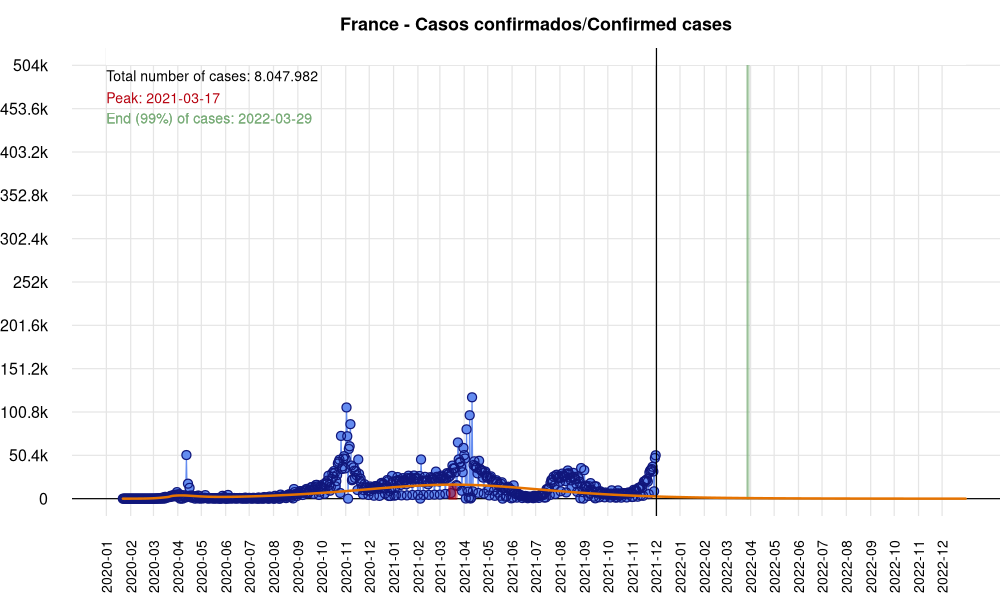 France - Casos confirmados/Confirmed cases
Total number of cases: 8.047.982
Peak: 2021-03-17
End (99%) of cases: 2022-03-29
504k
453.6k
403.2k
352.8k
302.4k
252k
201.6k
151.2k
100.8k
50.4k
0
2020-01
2020-02
2020-03
2020-04
2020-05
2020-06
2020-07
2020-08
2020-09
2020-10
2020-11
2020-12
2021-01
2021-02
2021-03
2021-04
2021-05
2021-06
2021-07
2021-08
2021-09
2021-10
2021-11
2021-12
2022-01
2022-02
2022-03
2022-04
2022-05
2022-06
2022-07
2022-08
2022-09
2022-10
2022-11
2022-12